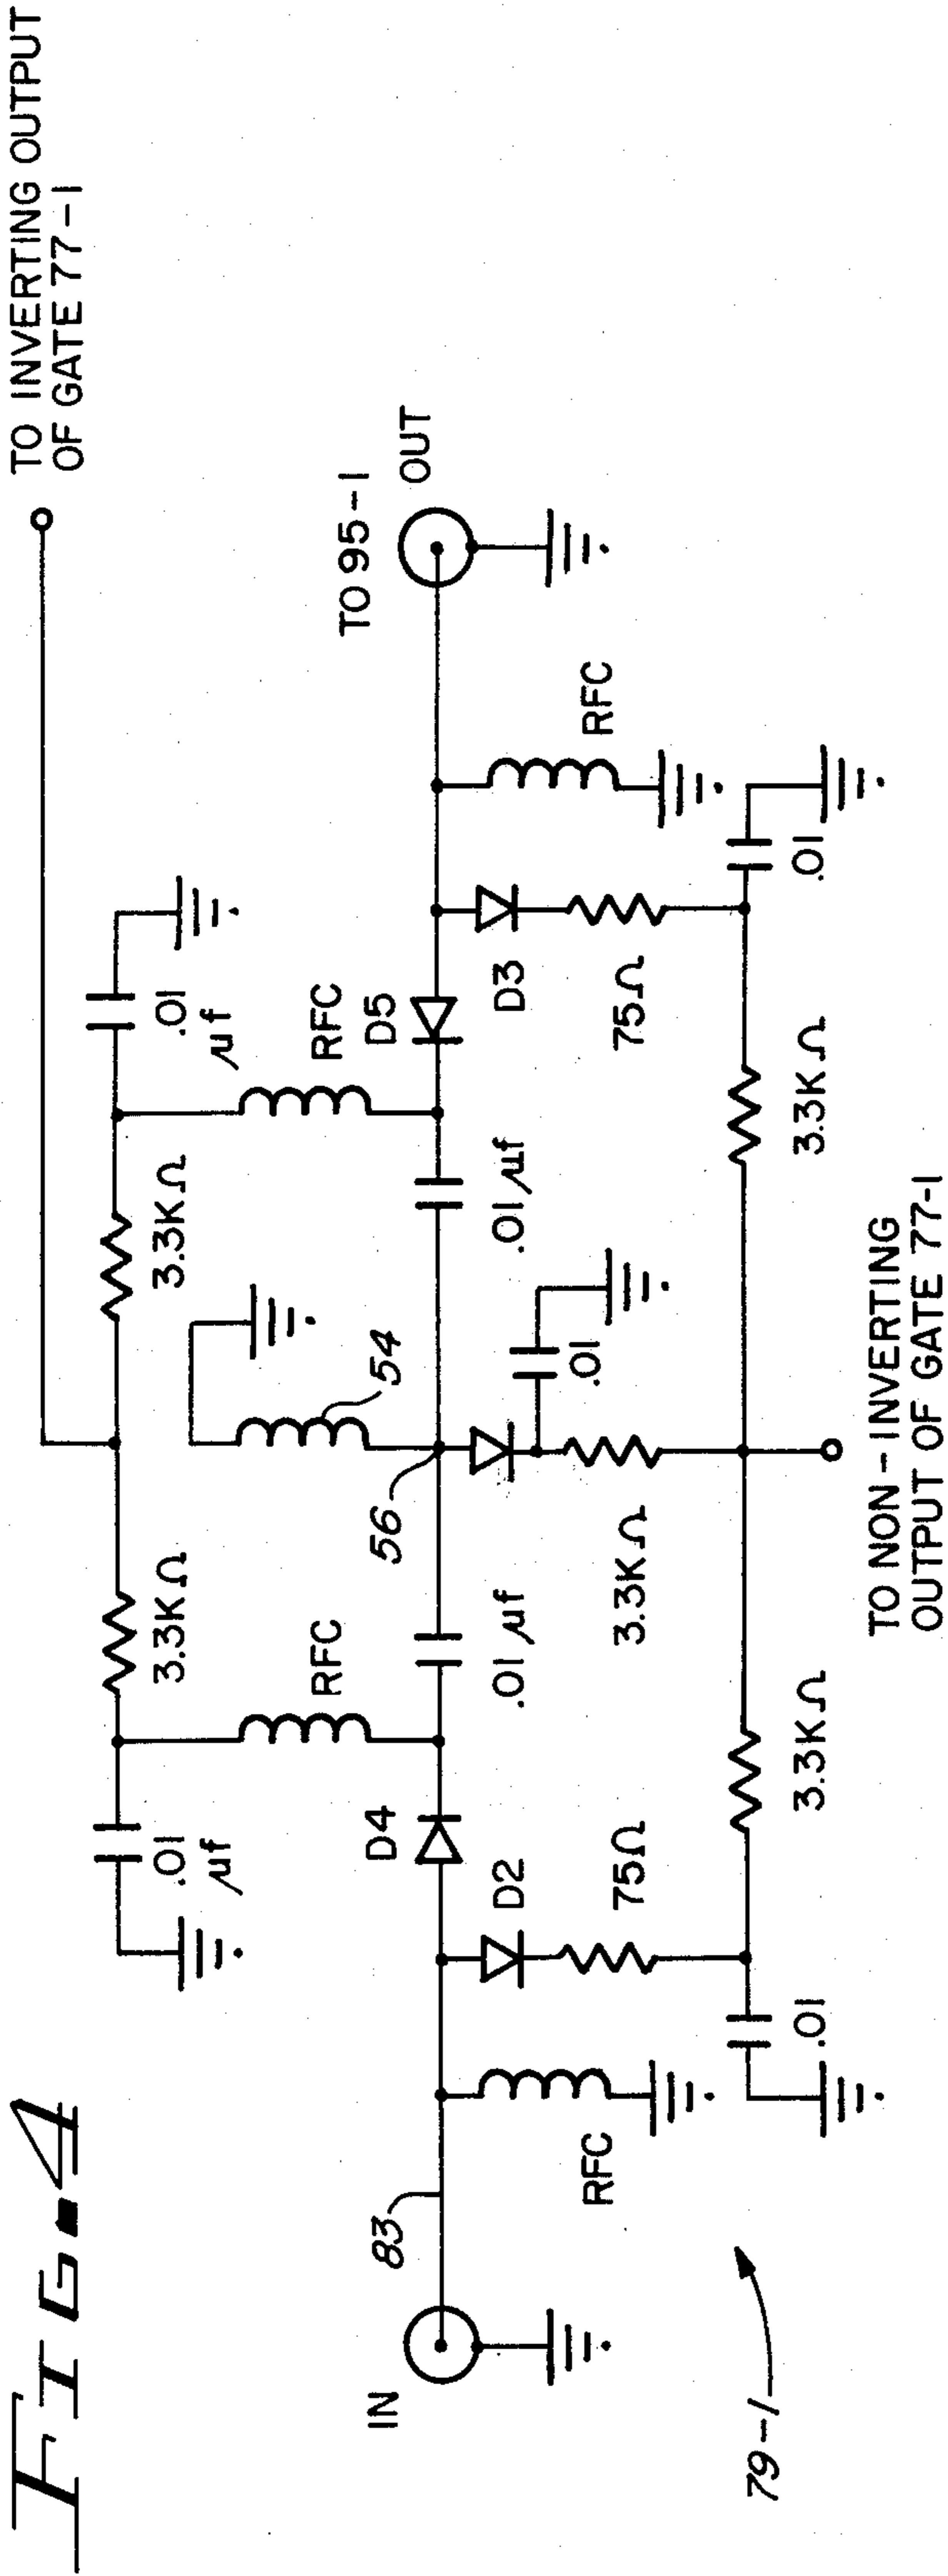 FIG-4
TO INVERTING OUTPUT
OF GATE 77-1
.01
μf
3.3KΩ
3.3KΩ
.01
μf
RFC
54
RFC
IN
83
D4
56
D5
TO 95-1
OUT
.01 μf
.01 μf
D2
D3
RFC
75Ω
3.3KΩ
.01
75Ω
RFC
79-1
.01
3.3KΩ
3.3KΩ
.01
TO NON-INVERTING
OUTPUT OF GATE 77-1